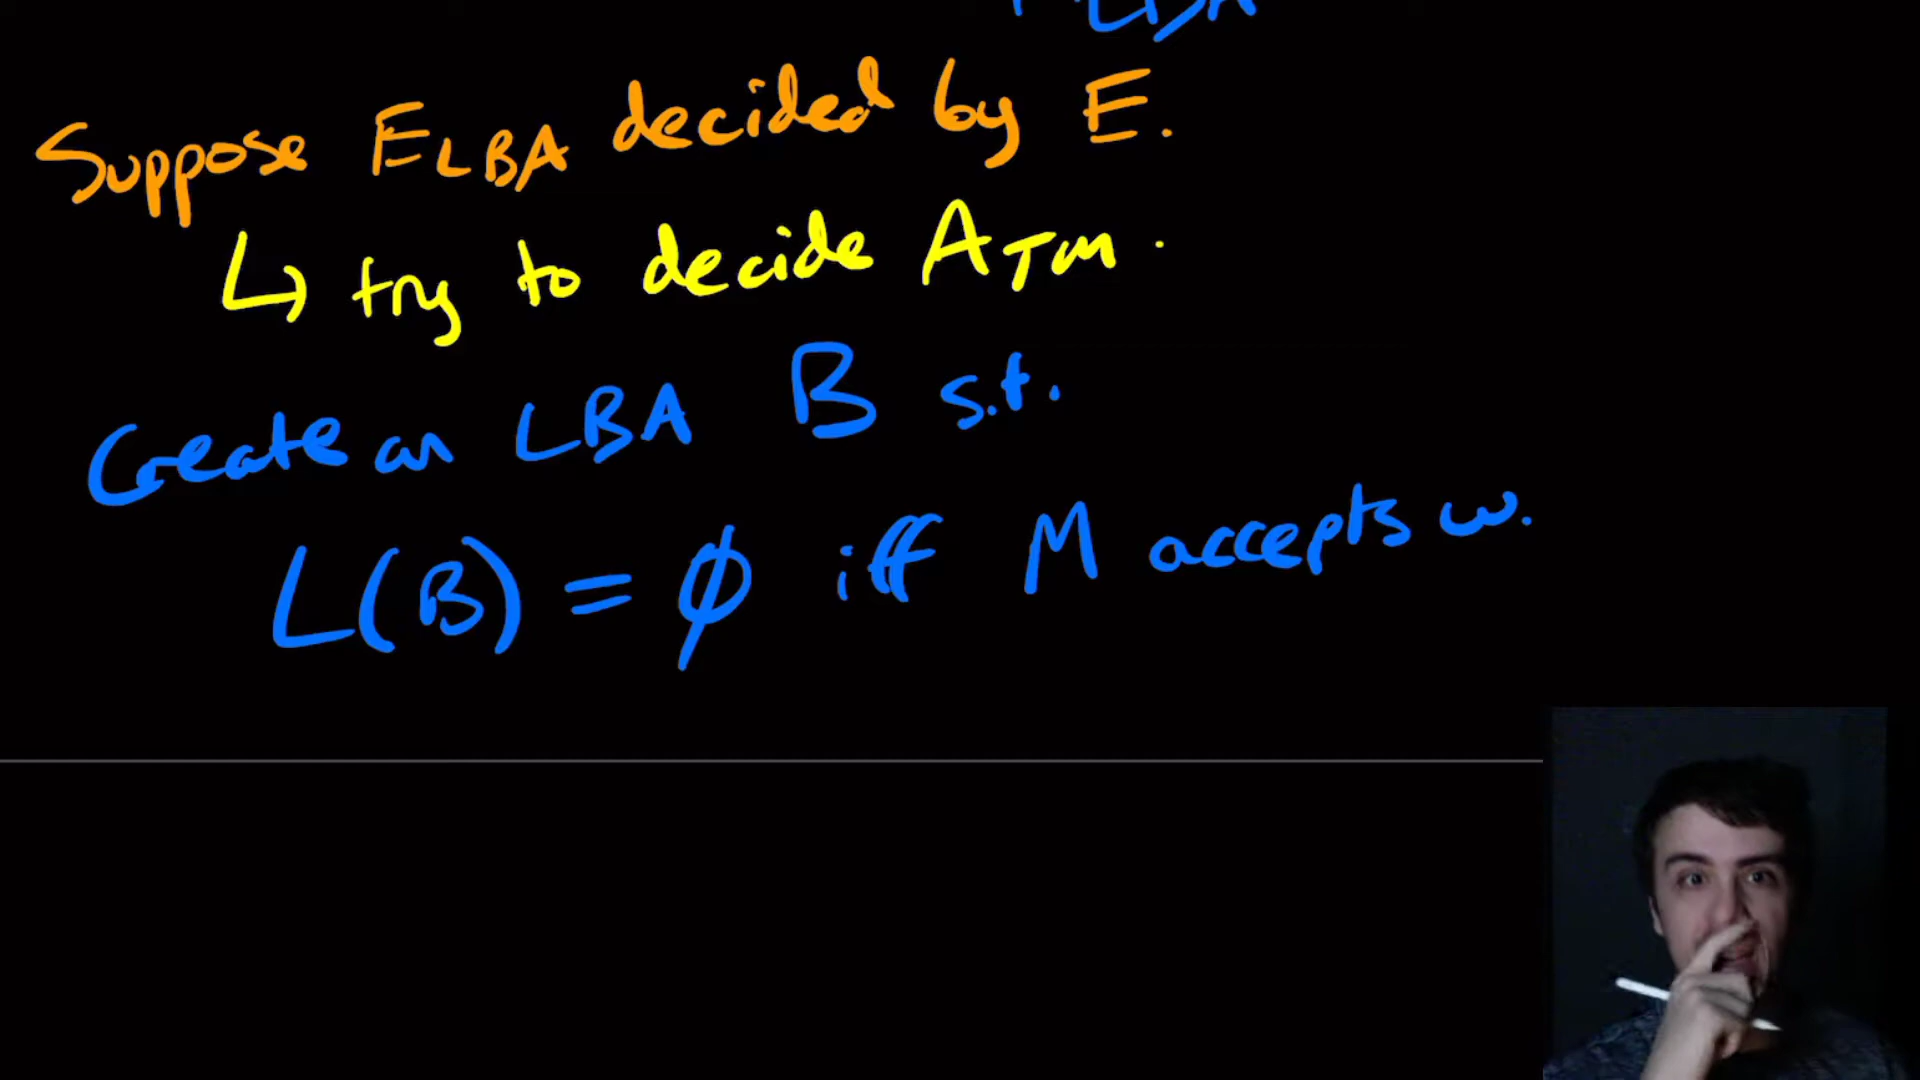 Suppose E_LBA decided by E.
↳ try to decide A_TM.
Create an LBA B s.t.
L(B) = ∅ iff M accepts w.